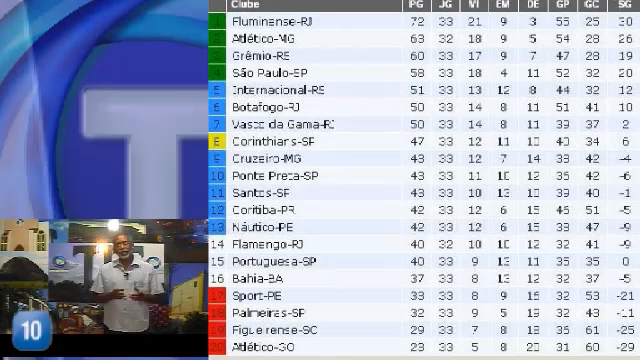 Clube PG JG VI EM DE GP GC SG
1 Fluminense-RJ 72 33 21 9 3 55 25 30
2 Atlético-MG 63 32 18 9 5 54 28 26
3 Grêmio-RS 60 33 17 9 7 47 28 19
4 São Paulo-SP 58 33 18 4 11 52 32 20
5 Internacional-RS 51 33 13 12 8 44 32 12
6 Botafogo-RJ 50 33 14 8 11 51 41 10
7 Vasco da Gama-RJ 50 33 14 8 11 39 37 2
8 Corinthians-SP 47 33 12 11 10 40 34 6
9 Cruzeiro-MG 43 33 12 7 14 38 42 -4
10 Ponte Preta-SP 43 33 11 10 12 36 42 -6
11 Santos-SP 43 33 10 13 10 39 40 -1
12 Coritiba-PR 42 33 12 6 15 46 51 -5
13 Náutico-PE 42 33 12 6 15 38 47 -9
14 Flamengo-RJ 40 32 10 10 12 32 41 -9
15 Portuguesa-SP 40 33 9 13 11 35 35 0
16 Bahia-BA 37 33 8 13 12 32 37 -5
17 Sport-PE 33 33 8 9 16 32 53 -21
18 Palmeiras-SP 32 33 9 5 19 32 43 -11
19 Figueirense-SC 29 33 7 8 18 36 61 -25
20 Atlético-GO 23 33 5 8 20 31 60 -29
10